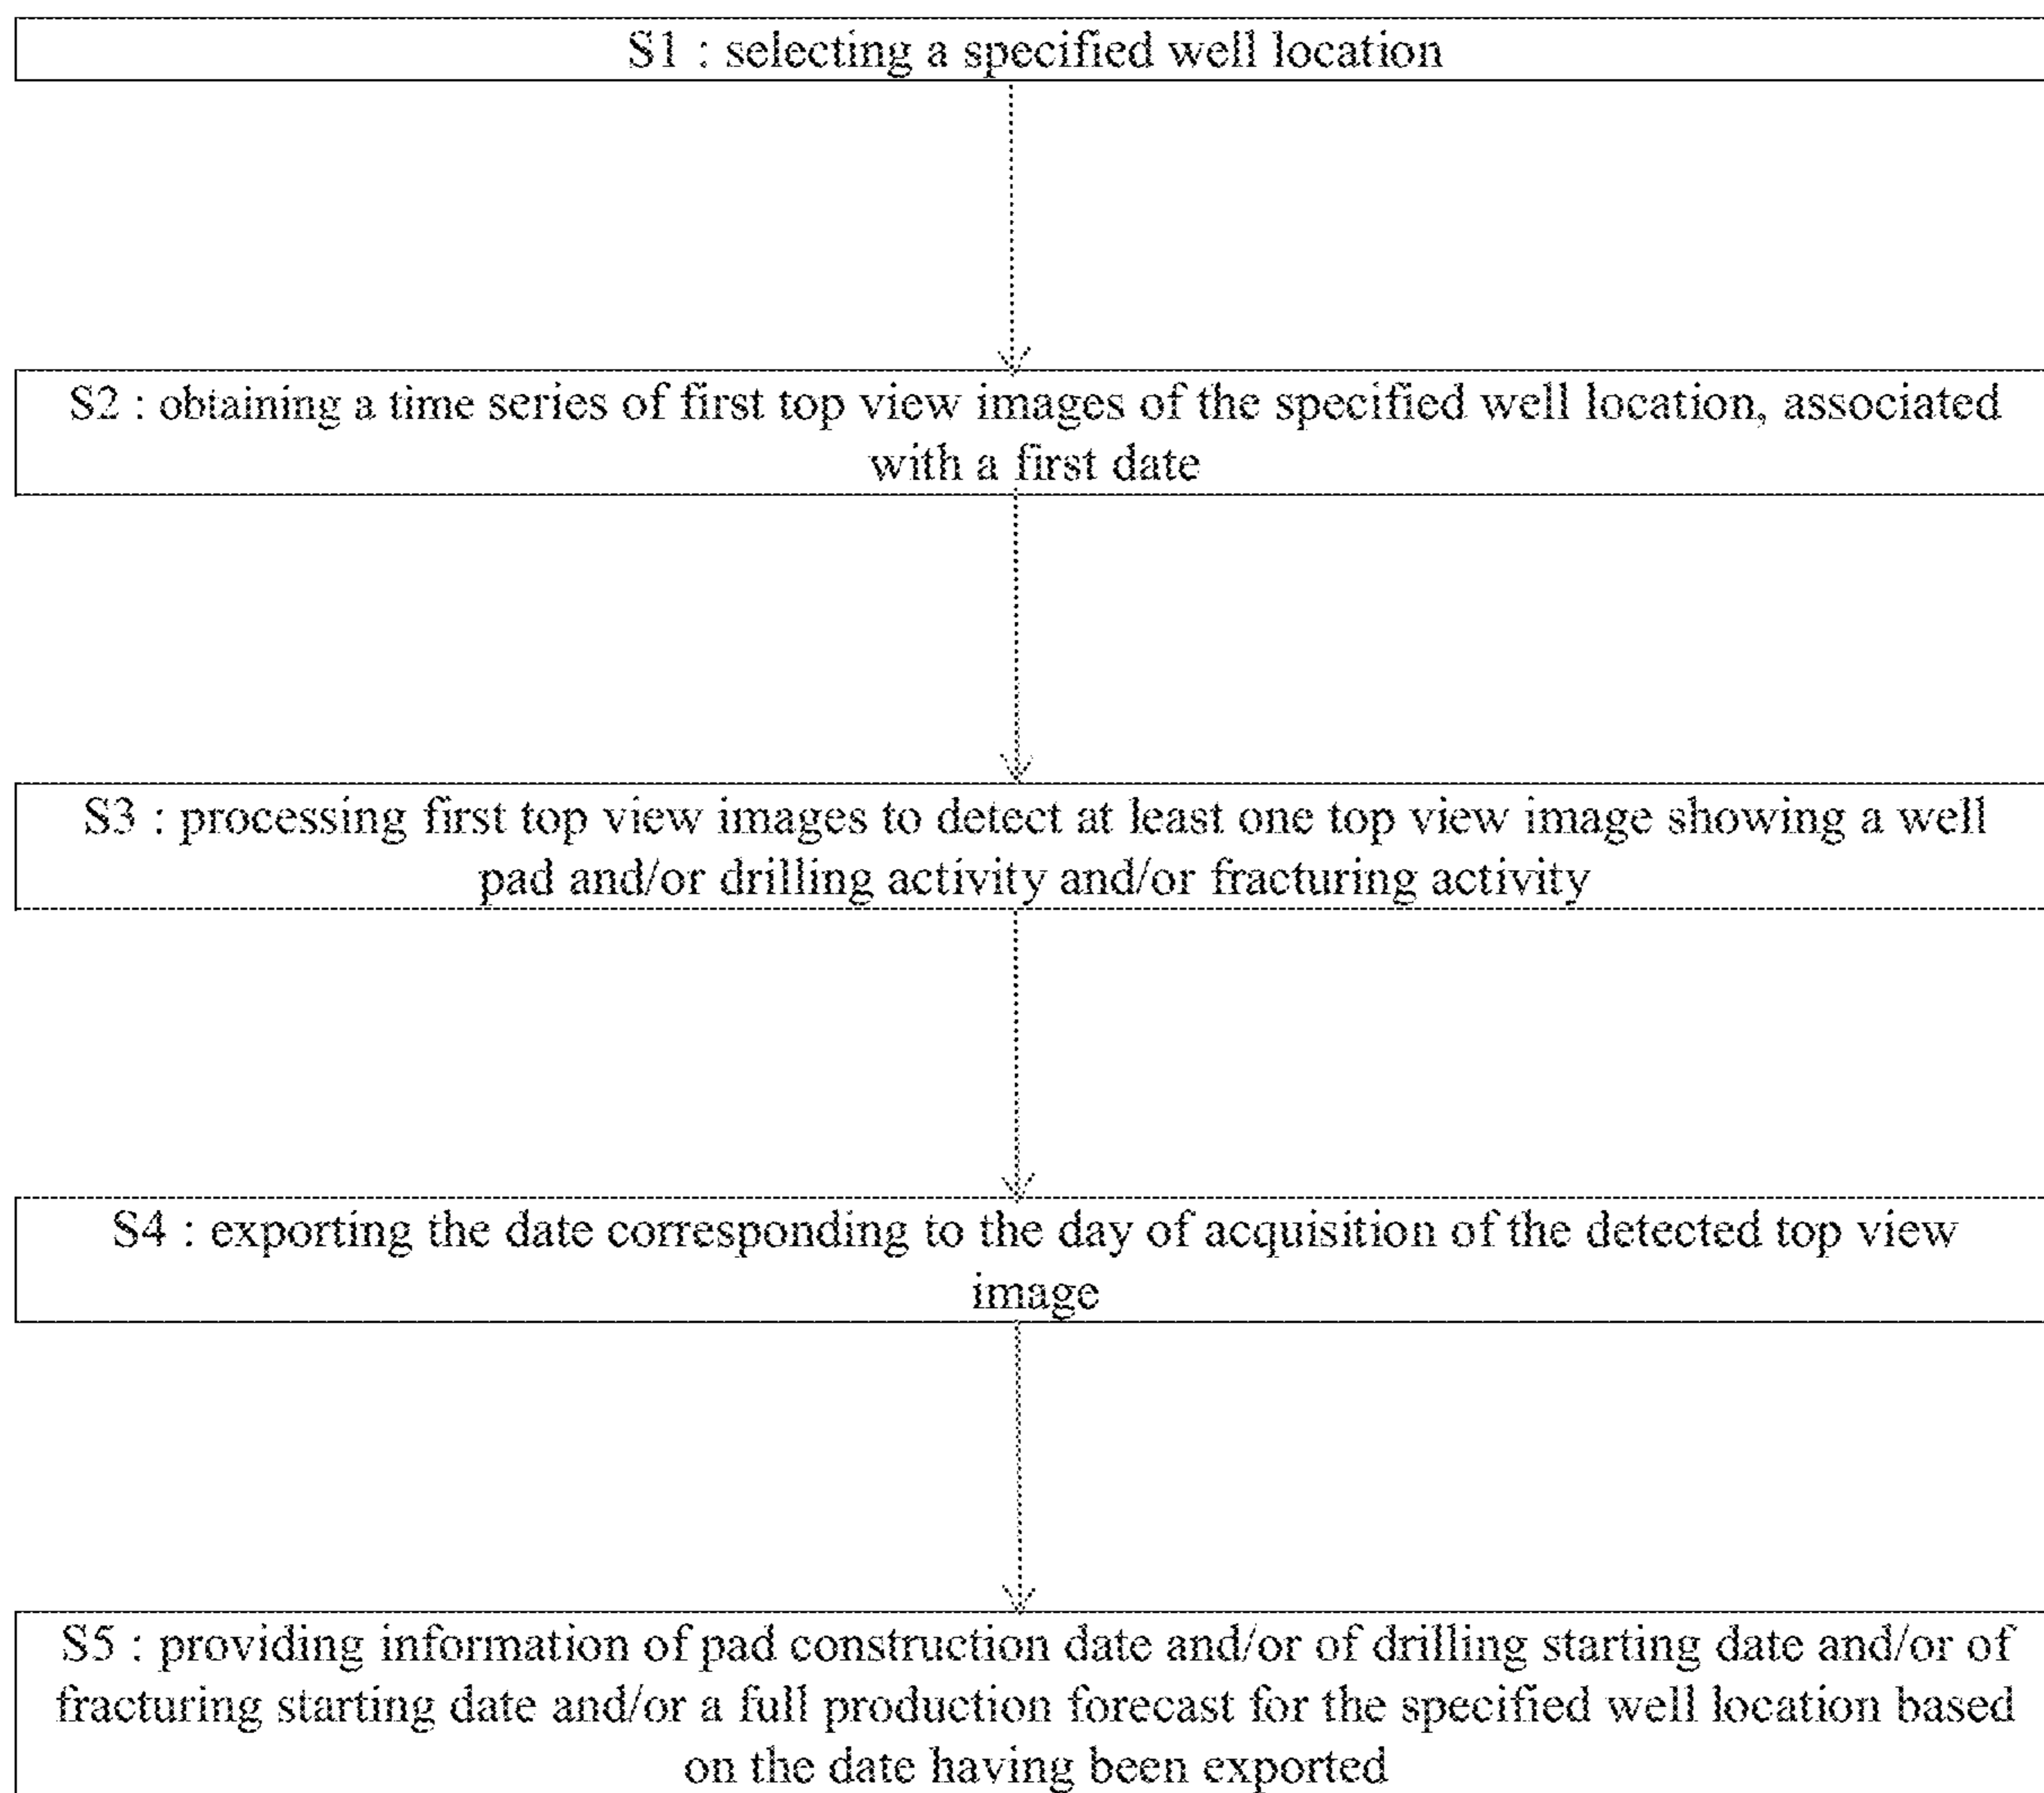 S1 : selecting a specified well location
S2 : obtaining a time series of first top view images of the specified well location, associated
with a first date
S3 : processing first top view images to detect at least one top view image showing a well
pad and/or drilling activity and/or fracturing activity
S4 : exporting the date corresponding to the day of acquisition of the detected top view
image
S5 : providing information of pad construction date and/or of drilling starting date and/or of
fracturing starting date and/or a full production forecast for the specified well location based
on the date having been exported